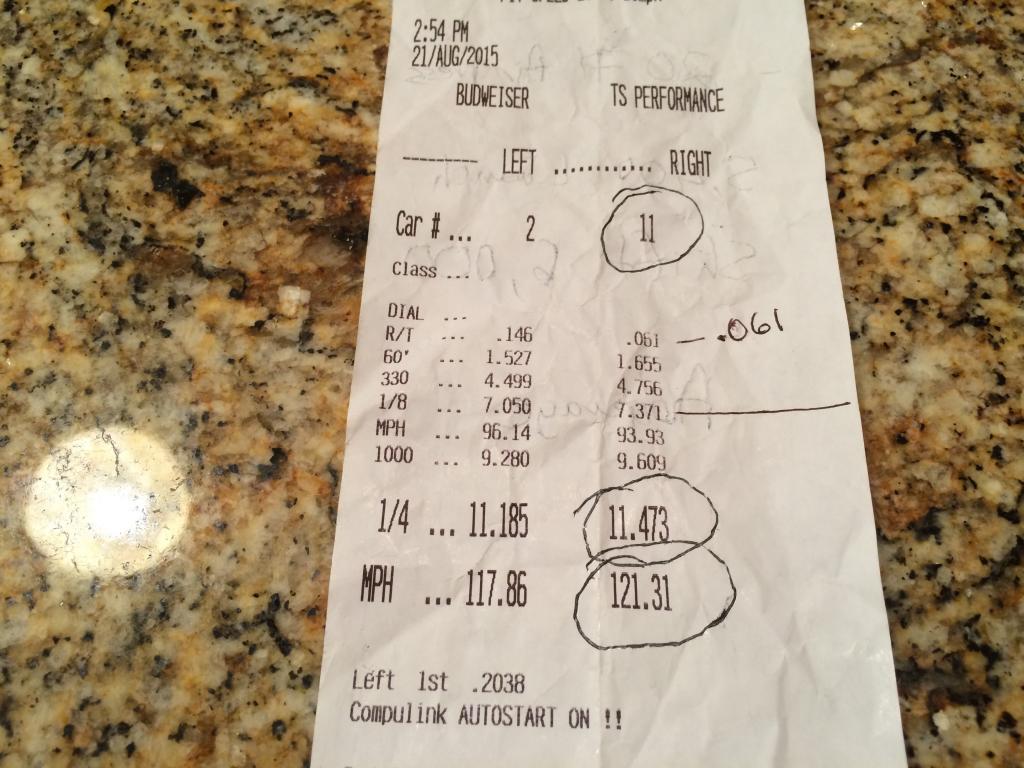 2:54 PM
21/AUG/2015
BUDWEISER TS PERFORMANCE
--------- LEFT ............ RIGHT
Car # ... 2 11
Class ...
DIAL ...
R/T ... .146 .061 — .061
60' ... 1.527 1.655
330 ... 4.499 4.756
1/8 ... 7.050 7.371
MPH ... 96.14 93.93
1000 ... 9.280 9.609
1/4 ... 11.185 11.473
MPH ... 117.86 121.31
Left 1st .2038
Compulink AUTOSTART ON !!